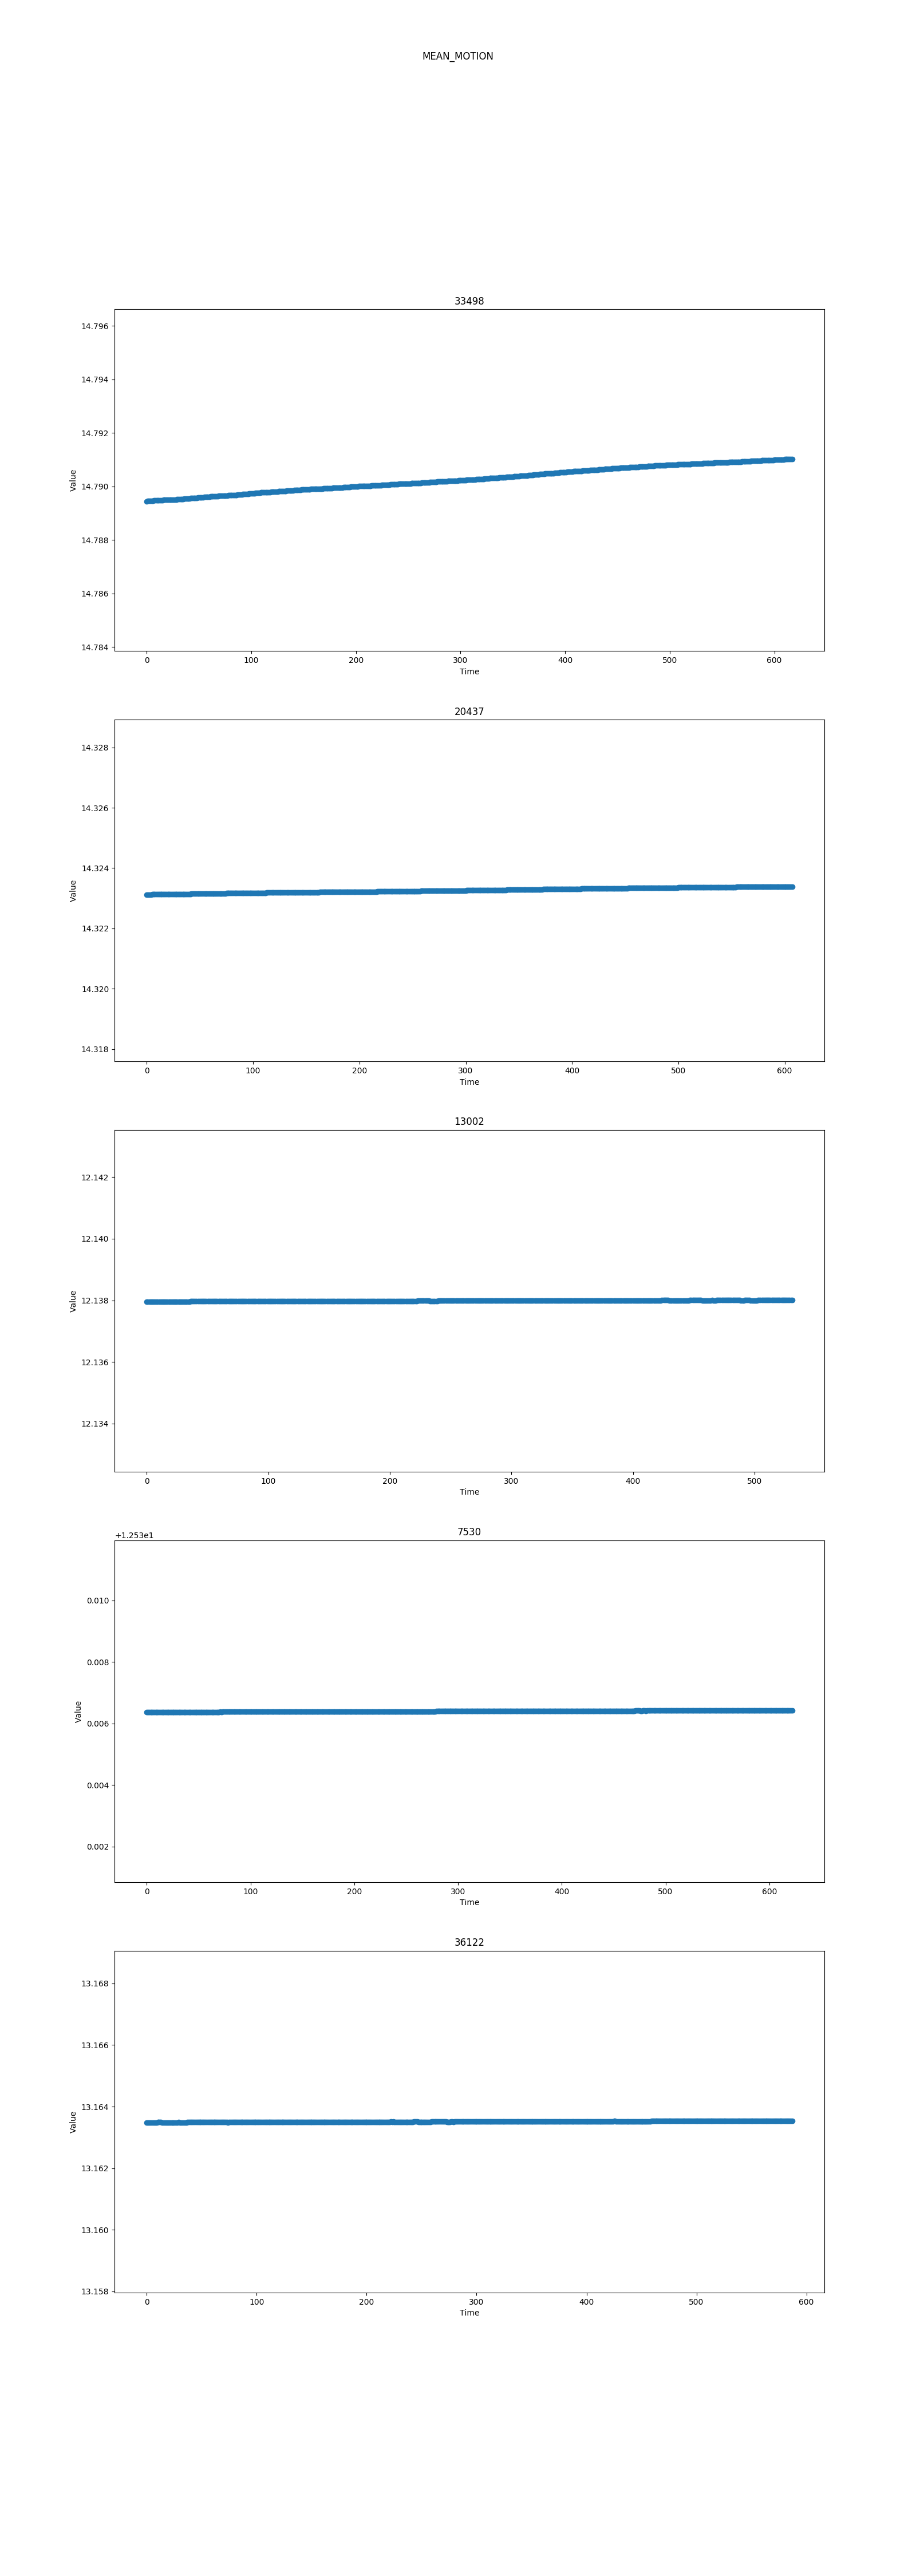 MEAN_MOTION
33498
14.796
14.794
14.792
14.790
14.788
14.786
14.784
Value
0 100 200 300 400 500 600
Time
20437
14.328
14.326
14.324
14.322
14.320
14.318
Value
0 100 200 300 400 500 600
Time
13002
12.142
12.140
12.138
12.136
12.134
Value
0 100 200 300 400 500
Time
7530
+1.253e1
0.010
0.008
0.006
0.004
0.002
Value
0 100 200 300 400 500 600
Time
36122
13.168
13.166
13.164
13.162
13.160
13.158
Value
0 100 200 300 400 500 600
Time